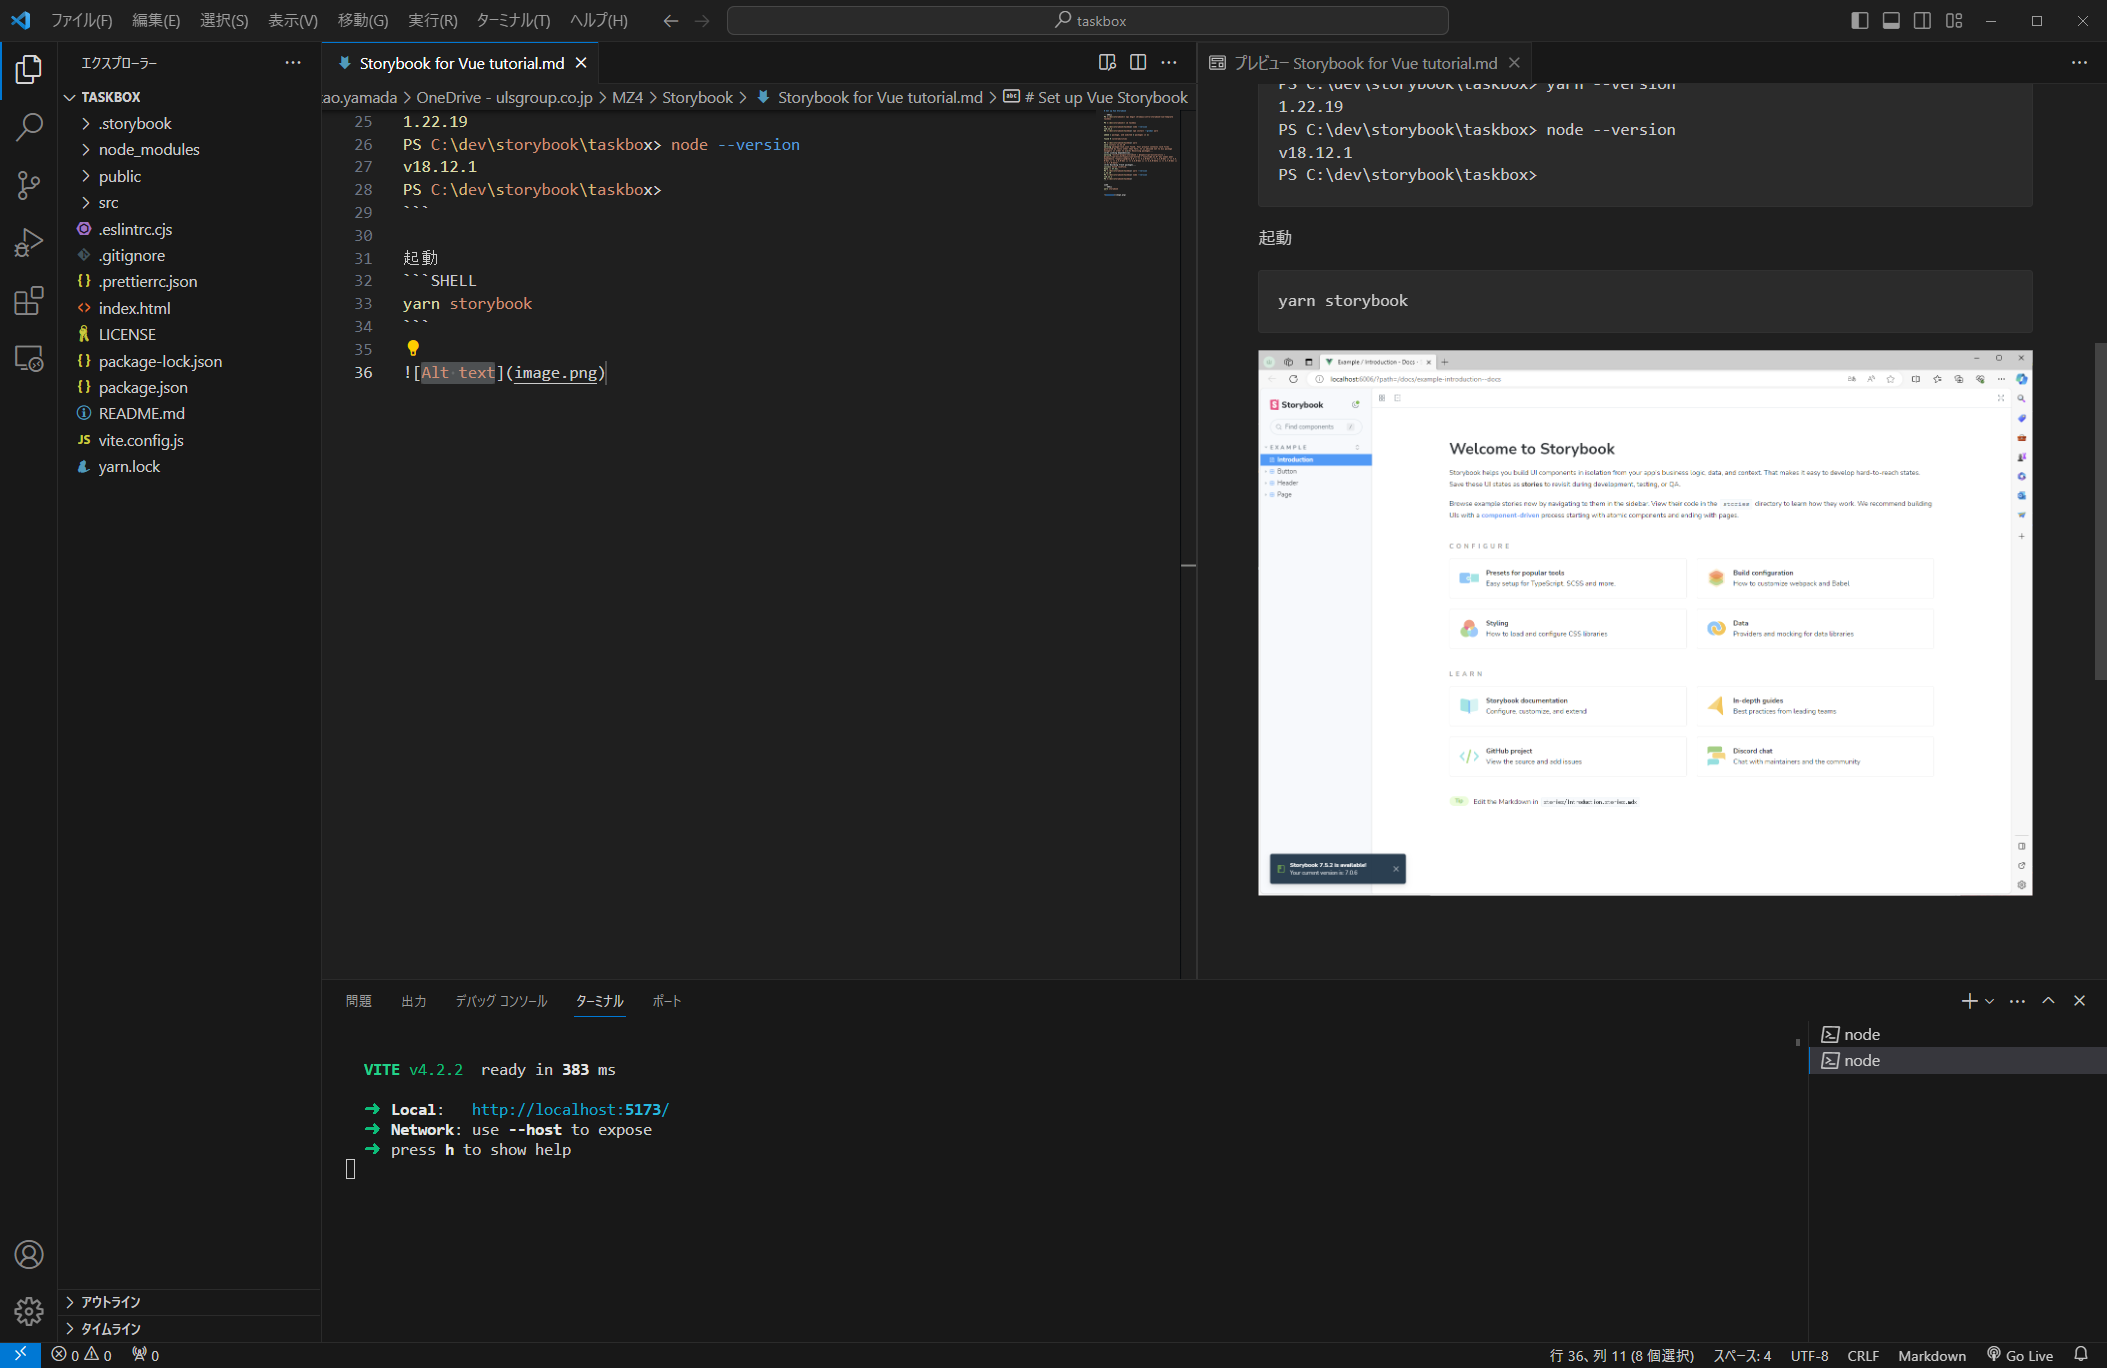 ファイル(F) 編集(E) 選択(S) 表示(V) 移動(G) 実行(R) ターミナル(T) ヘルプ(H)
taskbox
エクスプローラー
TASKBOX
.storybook
node_modules
public
src
.eslintrc.cjs
.gitignore
.prettierrc.json
index.html
LICENSE
package-lock.json
package.json
README.md
vite.config.js
yarn.lock
アウトライン
タイムライン
Storybook for Vue tutorial.md
ao.yamada > OneDrive - ulsgroup.co.jp > MZ4 > Storybook > Storybook for Vue tutorial.md > # Set up Vue Storybook
25 1.22.19
26 PS C:\dev\storybook\taskbox> node --version
27 v18.12.1
28 PS C:\dev\storybook\taskbox>
29 ```
30
31 起動
32 ```SHELL
33 yarn storybook
34 ```
35
36 ![Alt text](image.png)
プレビュー Storybook for Vue tutorial.md
PS C:\dev\storybook\taskbox> yarn --version
1.22.19
PS C:\dev\storybook\taskbox> node --version
v18.12.1
PS C:\dev\storybook\taskbox>
起動
yarn storybook
Example / Introduction - Docs
localhost:6006/?path=/docs/example-introduction--docs
Storybook
Find components
/
EXAMPLE
Introduction
Button
Header
Page
Welcome to Storybook
Storybook helps you build UI components in isolation from your app's business logic, data, and context. That makes it easy to develop hard-to-reach states.
Save these UI states as stories to revisit during development, testing, or QA.
Browse example stories now by navigating to them in the sidebar. View their code in the stories directory to learn how they work. We recommend building
UIs with a component-driven process starting with atomic components and ending with pages.
CONFIGURE
Presets for popular tools
Easy setup for TypeScript, SCSS and more.
Build configuration
How to customize webpack and Babel
Styling
How to load and configure CSS libraries
Data
Providers and mocking for data libraries
LEARN
Storybook documentation
Configure, customize, and extend
In-depth guides
Best practices from leading teams
GitHub project
View the source and add issues
Discord chat
Chat with maintainers and the community
Tip Edit the Markdown in stories/Introduction.stories.mdx
Storybook 7.5.2 is available!
Your current version is: 7.0.6
問題 出力 デバッグ コンソール ターミナル ポート
VITE v4.2.2 ready in 383 ms
➜ Local: http://localhost:5173/
➜ Network: use --host to expose
➜ press h to show help
node
node
0 0 0
行 36、列 11 (8 個選択) スペース: 4 UTF-8 CRLF Markdown Go Live